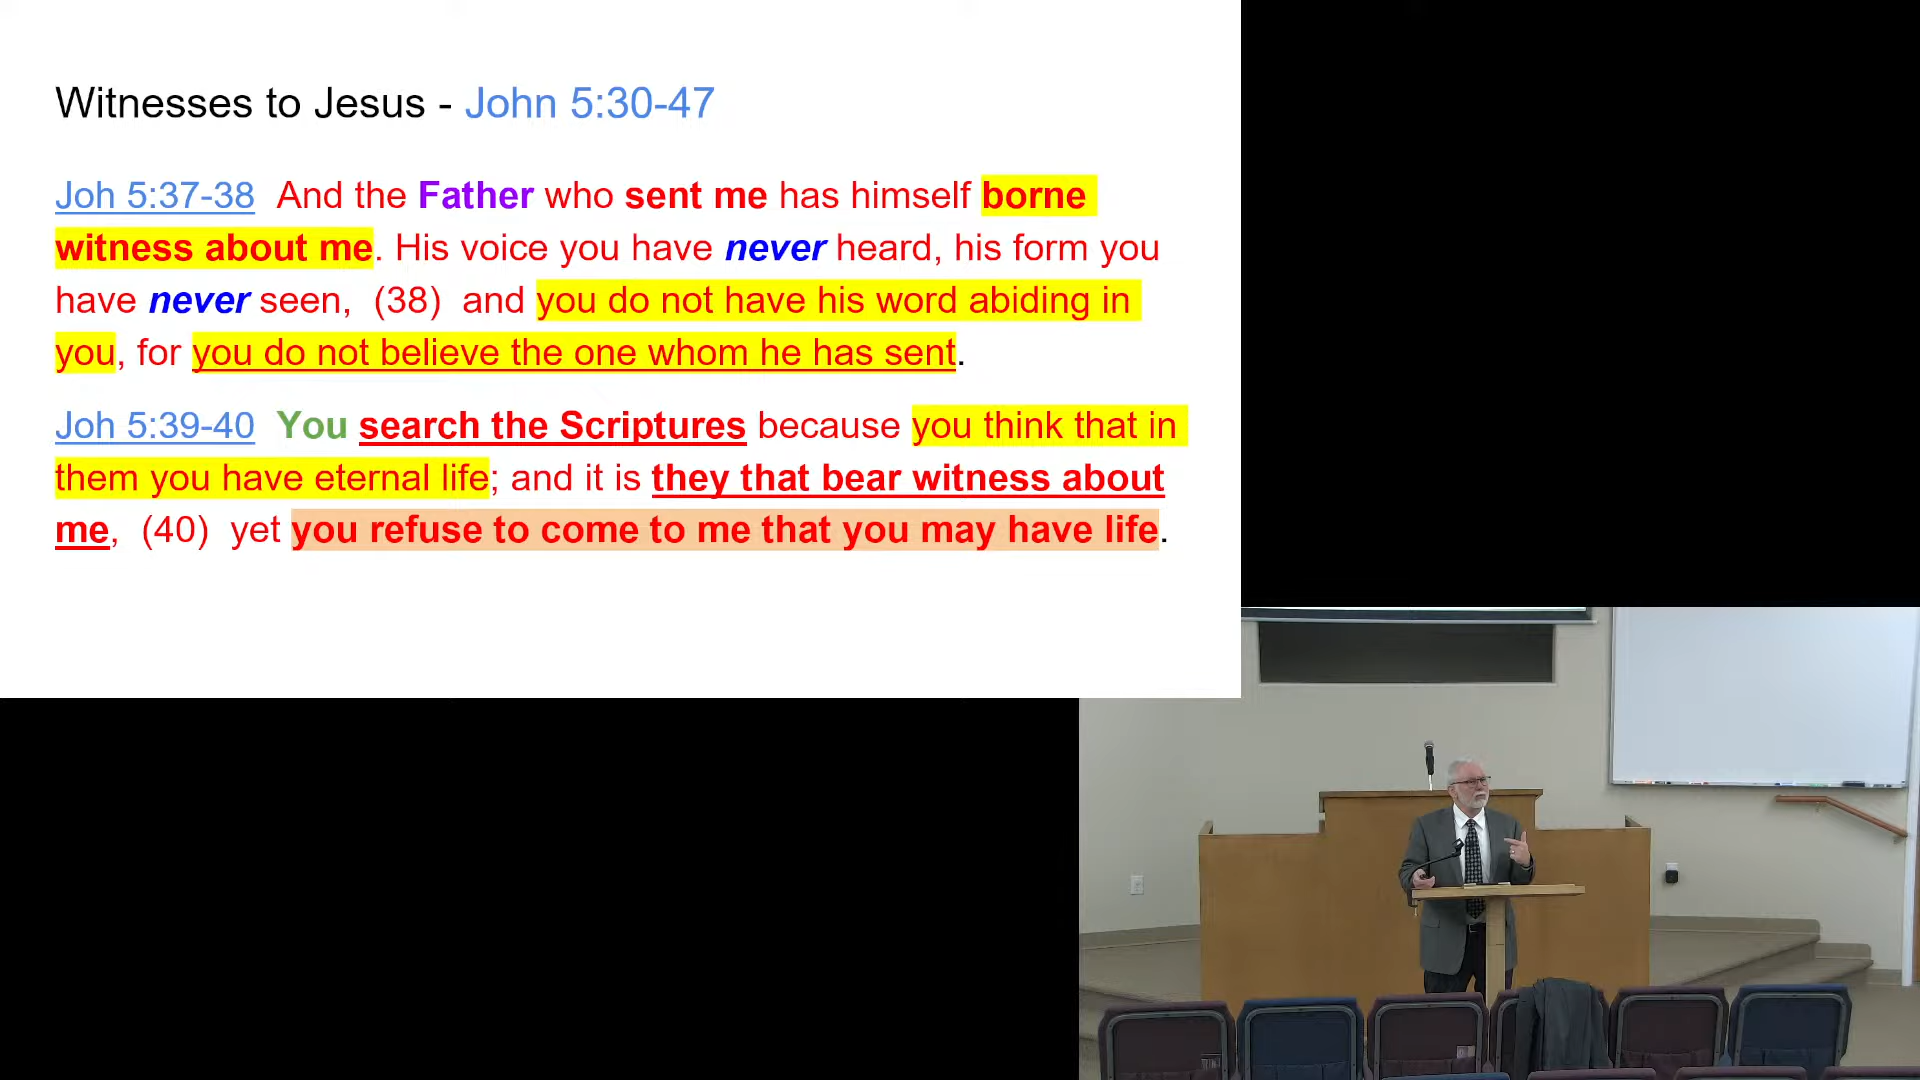 Witnesses to Jesus - John 5:30-47
Joh 5:37-38 And the Father who sent me has himself borne
witness about me. His voice you have never heard, his form you
have never seen, (38) and you do not have his word abiding in
you, for you do not believe the one whom he has sent.
Joh 5:39-40 You search the Scriptures because you think that in
them you have eternal life; and it is they that bear witness about
me, (40) yet you refuse to come to me that you may have life.